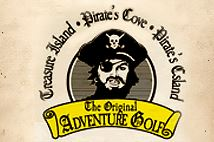 Treasure Island • Pirate's Cove • Pirate's Island
The Original
ADVENTURE GOLF